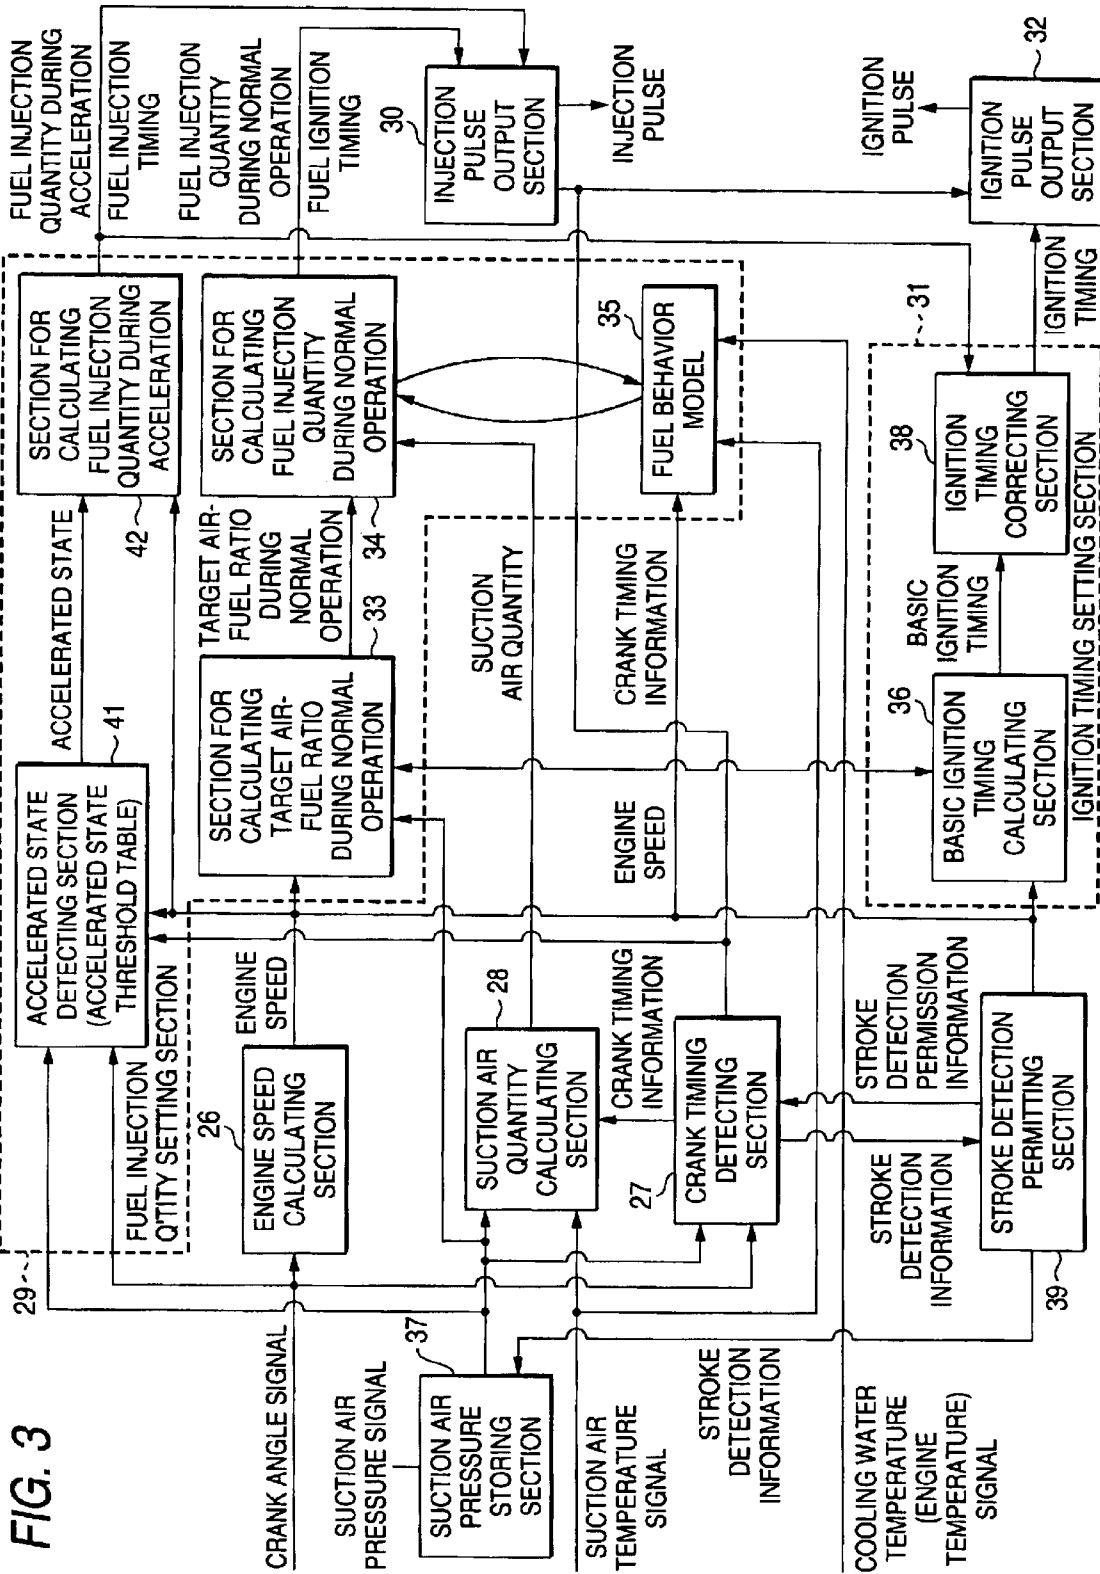 FIG. 3
CRANK ANGLE SIGNAL
SUCTION AIR
PRESSURE SIGNAL
SUCTION AIR
PRESSURE
STORING
SECTION
37
SUCTION AIR
TEMPERATURE
SIGNAL
STROKE
DETECTION
INFORMATION
COOLING WATER
TEMPERATURE
(ENGINE
TEMPERATURE)
SIGNAL
29
FUEL INJECTION
Q'TITY SETTING SECTION
26
ENGINE SPEED
CALCULATING
SECTION
ENGINE
SPEED
SUCTION AIR
QUANTITY
CALCULATING
SECTION
28
CRANK TIMING
INFORMATION
27
CRANK TIMING
DETECTING
SECTION
STROKE
DETECTION
INFORMATION
STROKE
DETECTION
PERMISSION
INFORMATION
STROKE DETECTION
PERMITTING
SECTION
39
ACCELERATED STATE
DETECTING SECTION
(ACCELERATED STATE
THRESHOLD TABLE)
41
ACCELERATED STATE
SECTION FOR
CALCULATING
TARGET AIR-
FUEL RATIO
DURING NORMAL
OPERATION
33
TARGET AIR-
FUEL RATIO
DURING
NORMAL
OPERATION
SUCTION
AIR QUANTITY
ENGINE
SPEED
CRANK TIMING
INFORMATION
36
BASIC IGNITION
TIMING
CALCULATING
SECTION
BASIC
IGNITION
TIMING
38
IGNITION
TIMING
CORRECTING
SECTION
31
IGNITION TIMING SETTING SECTION
SECTION FOR
CALCULATING
FUEL INJECTION
QUANTITY DURING
ACCELERATION
42
SECTION FOR
CALCULATING
FUEL INJECTION
QUANTITY
DURING NORMAL
OPERATION
34
35
FUEL BEHAVIOR
MODEL
FUEL INJECTION
QUANTITY DURING
ACCELERATION
FUEL INJECTION
TIMING
FUEL INJECTION
QUANTITY
DURING NORMAL
OPERATION
FUEL IGNITION
TIMING
30
INJECTION
PULSE
OUTPUT
SECTION
INJECTION
PULSE
IGNITION
PULSE
IGNITION
PULSE
OUTPUT
SECTION
32
IGNITION
TIMING